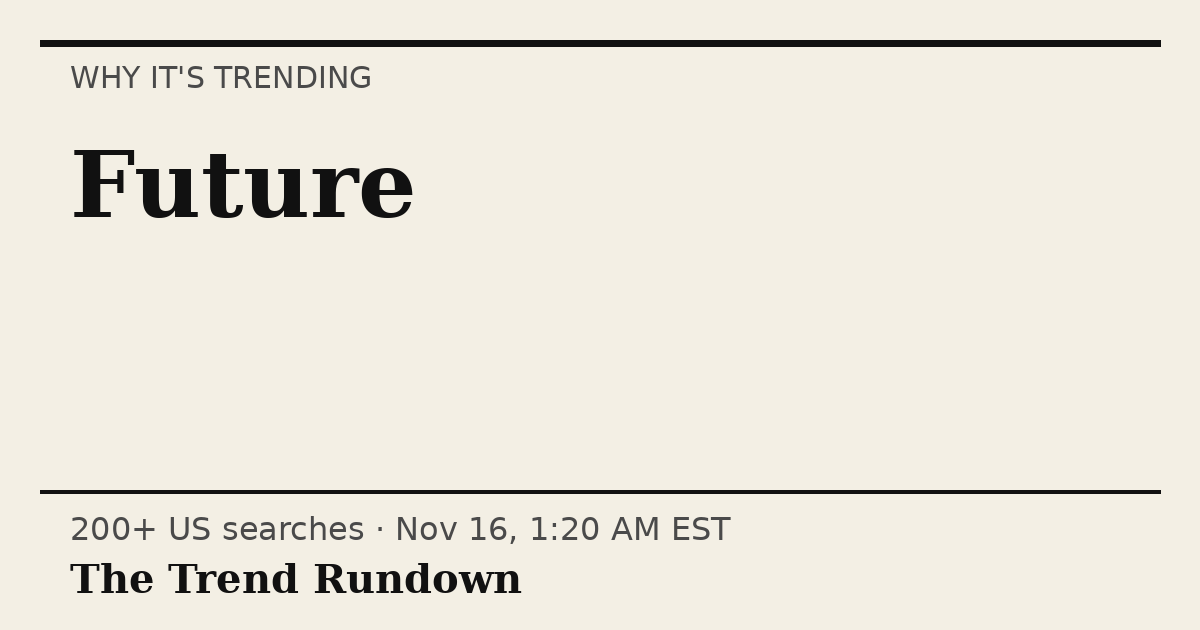 WHY IT'S TRENDING
Future
200+ US searches · Nov 16, 1:20 AM EST
The Trend Rundown